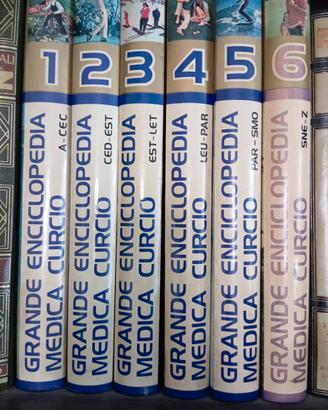 1
A-CEC
GRANDE ENCICLOPEDIA
MEDICA CURCIO
2
CED-EST
GRANDE ENCICLOPEDIA
MEDICA CURCIO
3
EST-LET
GRANDE ENCICLOPEDIA
MEDICA CURCIO
4
LEU-PAR
GRANDE ENCICLOPEDIA
MEDICA CURCIO
5
PAR-SMO
GRANDE ENCICLOPEDIA
MEDICA CURCIO
6
SNE-Z
GRANDE ENCICLOPEDIA
MEDICA CURCIO